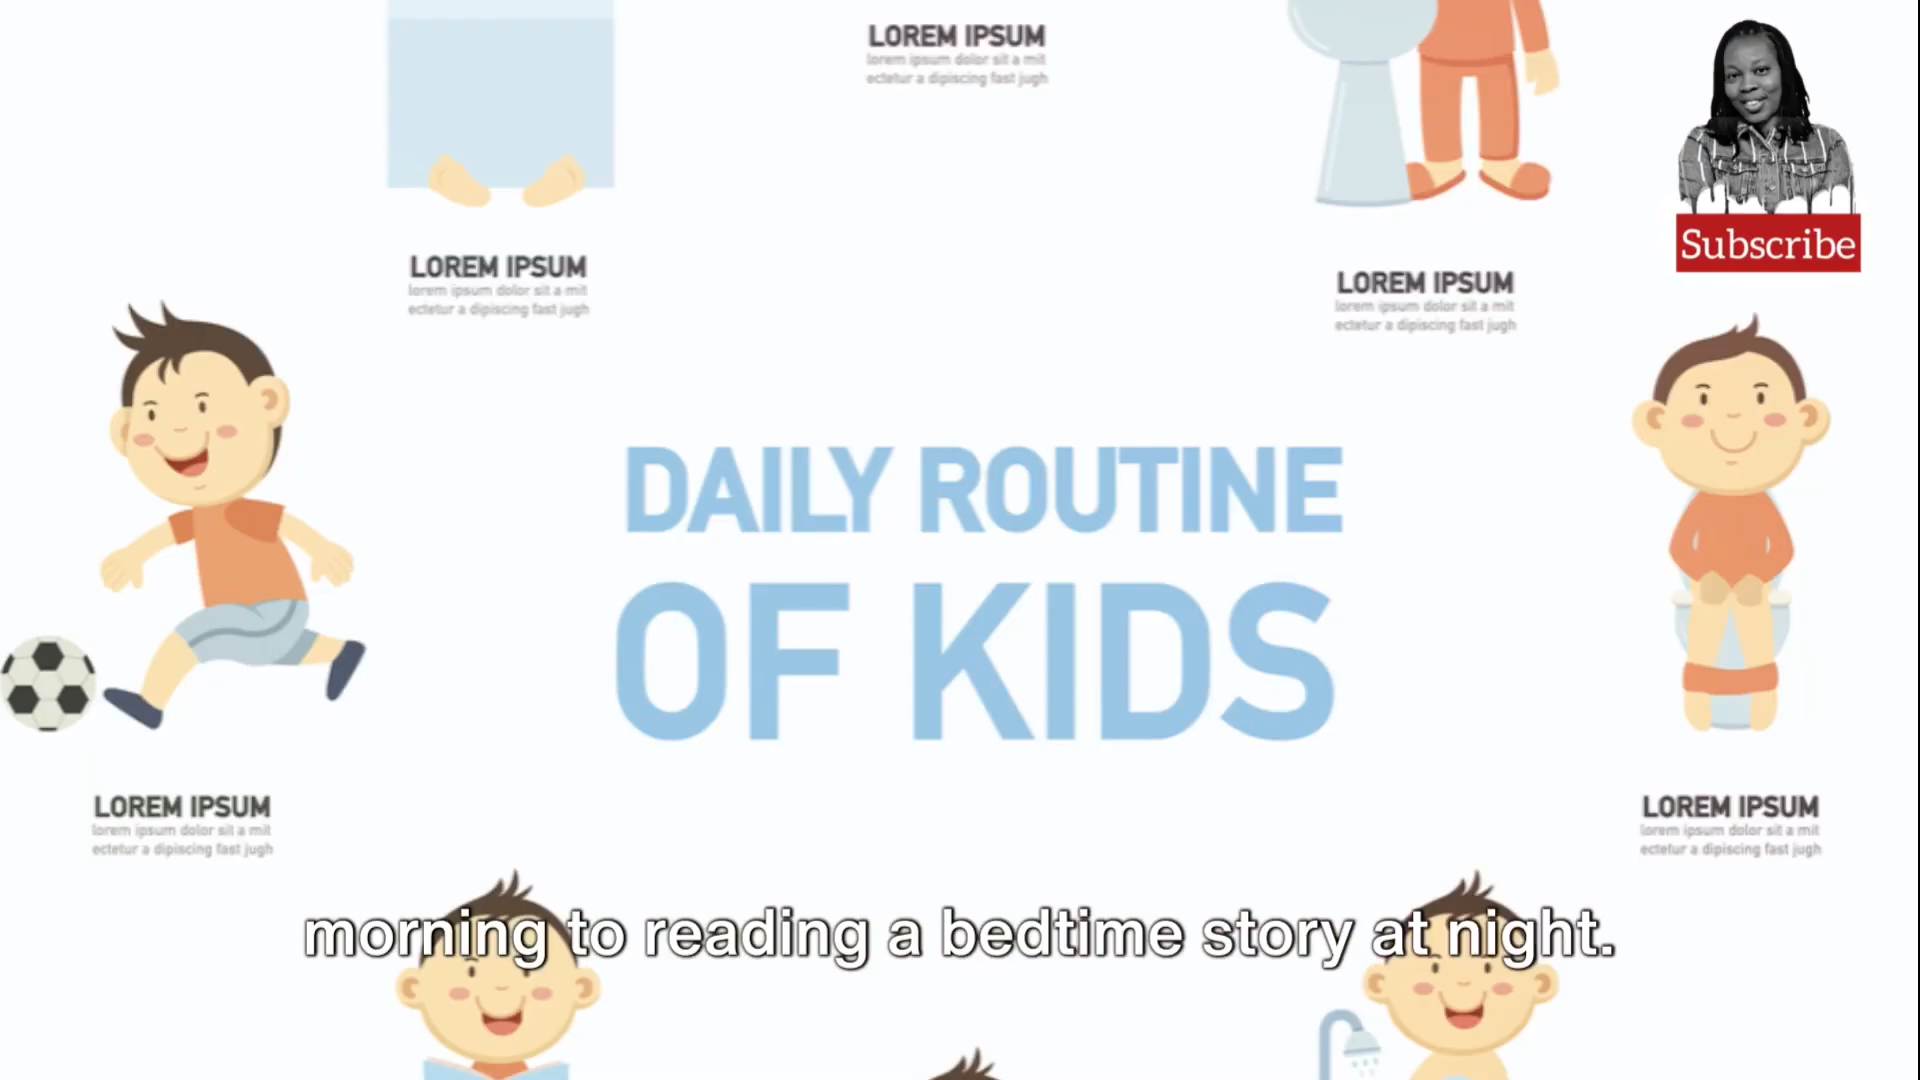 LOREM IPSUM
lorem ipsum dolor sit a mit
ectetur a dipiscing fast jugh
Subscribe
LOREM IPSUM
lorem ipsum dolor sit a mit
ectetur a dipiscing fast jugh
LOREM IPSUM
lorem ipsum dolor sit a mit
ectetur a dipiscing fast jugh
DAILY ROUTINE
OF KIDS
LOREM IPSUM
lorem ipsum dolor sit a mit
ectetur a dipiscing fast jugh
LOREM IPSUM
lorem ipsum dolor sit a mit
ectetur a dipiscing fast jugh
morning to reading a bedtime story at night.